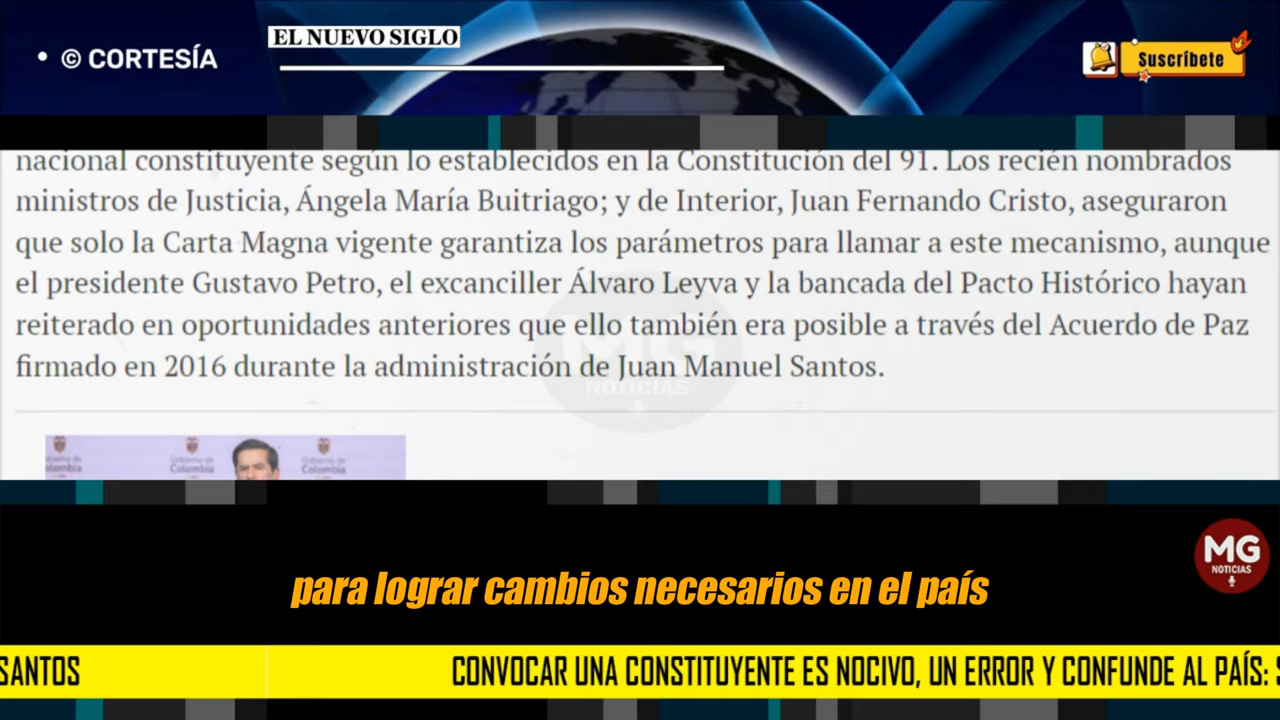 © CORTESÍA
EL NUEVO SIGLO
Suscríbete
nacional constituyente según lo establecidos en la Constitución del 91. Los recién nombrados
ministros de Justicia, Ángela María Buitriago; y de Interior, Juan Fernando Cristo, aseguraron
que solo la Carta Magna vigente garantiza los parámetros para llamar a este mecanismo, aunque
el presidente Gustavo Petro, el excanciller Álvaro Leyva y la bancada del Pacto Histórico hayan
reiterado en oportunidades anteriores que ello también era posible a través del Acuerdo de Paz
firmado en 2016 durante la administración de Juan Manuel Santos.
MG
NOTICIAS
Colombia
Colombia
MG
NOTICIAS
para lograr cambios necesarios en el país
SANTOS
CONVOCAR UNA CONSTITUYENTE ES NOCIVO, UN ERROR Y CONFUNDE AL PAÍS: